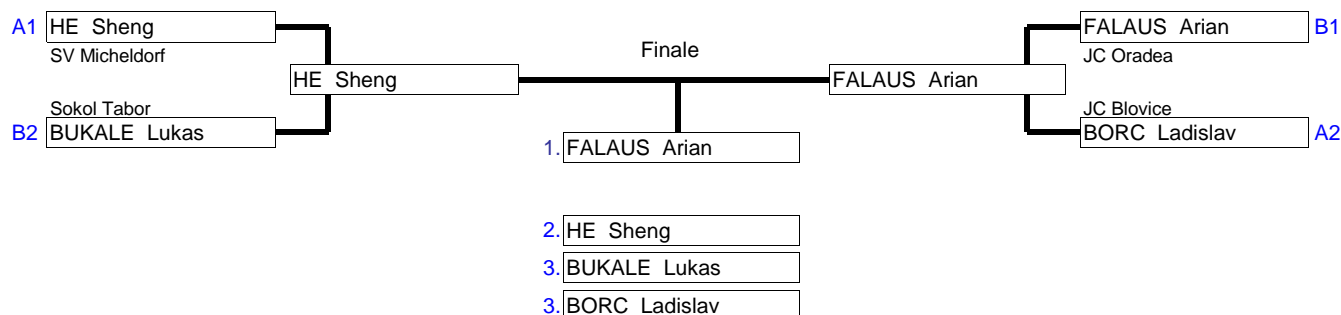 A1 HE Sheng
SV Micheldorf
HE Sheng
Sokol Tabor
B2 BUKALE Lukas
Finale
FALAUS Arian B1
JC Oradea
FALAUS Arian
JC Blovice
BORC Ladislav A2
1. FALAUS Arian
2. HE Sheng
3. BUKALE Lukas
3. BORC Ladislav